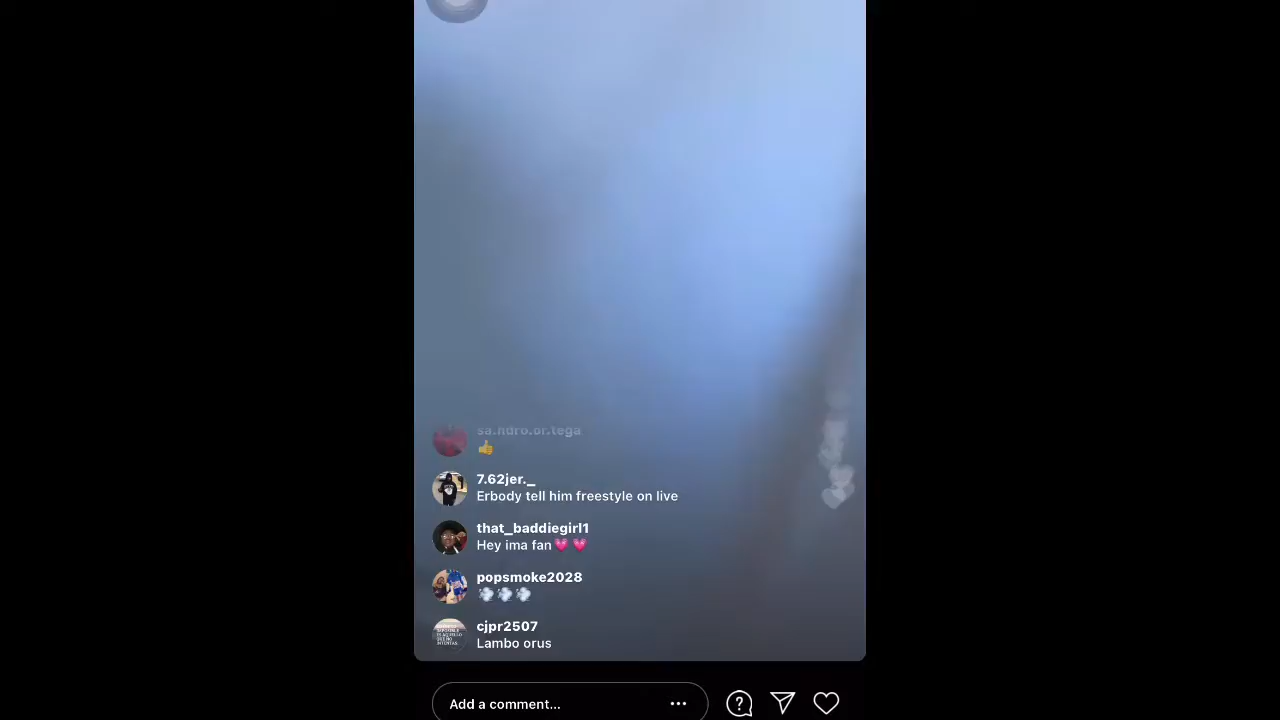 sa.ndro.or.tega
👍
7.62jer._
Erbody tell him freestyle on live
that_baddiegirl1
Hey ima fan💗💗
popsmoke2028
💨💨💨
cjpr2507
Lambo orus
Add a comment...